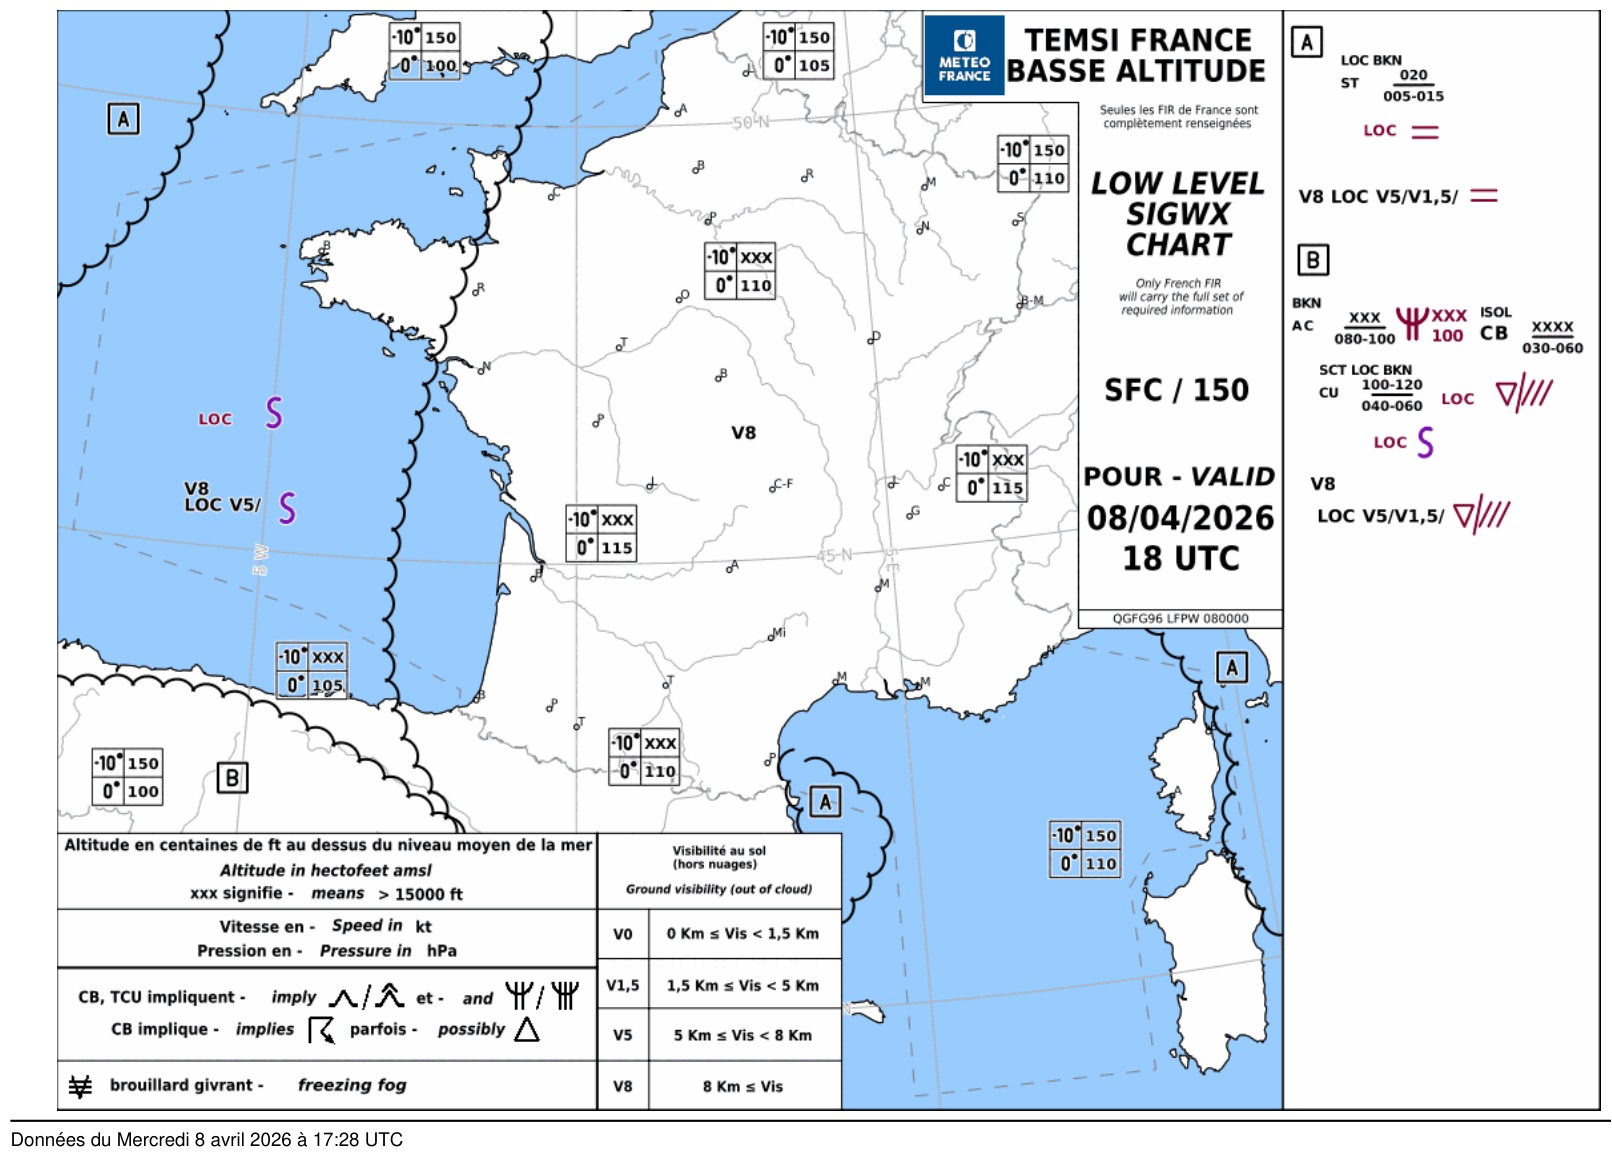 -10° 150
0° 100
-10° 150
0° 105
A
L
A
50°N
-10° 150
0° 110
C
C
B
R
M
P
N
S
B
-10° XXX
0° 110
R
O
B-M
T
D
N
B
P
V8
LOC
-10° XXX
0° 115
V8
LOC V5/
L
C-F
L
C
G
-10° XXX
0° 115
45 N
5 W
5 E
B
A
M
Mi
N
-10° XXX
0° 105
B
P
T
T
M
M
A
-10° XXX
0° 110
P
-10° 150
0° 100
B
A
B
A
-10° 150
0° 110
METEO
FRANCE
TEMSI FRANCE
BASSE ALTITUDE
Seules les FIR de France sont
complètement renseignées
LOW LEVEL
SIGWX
CHART
Only French FIR
will carry the full set of
required information
SFC / 150
POUR - VALID
08/04/2026
18 UTC
QGFG96 LFPW 080000
A
LOC BKN
ST 020
005-015
LOC
V8 LOC V5/V1,5/
B
BKN
AC XXX
080-100
XXX
100
ISOL
CB XXXX
030-060
SCT LOC BKN
CU 100-120
040-060
LOC
LOC
V8
LOC V5/V1,5/
Altitude en centaines de ft au dessus du niveau moyen de la mer
Altitude in hectofeet amsl
xxx signifie - means > 15000 ft
Vitesse en - Speed in kt
Pression en - Pressure in hPa
CB, TCU impliquent - imply / et - and /
CB implique - implies parfois - possibly
brouillard givrant - freezing fog
Visibilité au sol
(hors nuages)
Ground visibility (out of cloud)
V0 0 Km ≤ Vis < 1,5 Km
V1,5 1,5 Km ≤ Vis < 5 Km
V5 5 Km ≤ Vis < 8 Km
V8 8 Km ≤ Vis
Données du Mercredi 8 avril 2026 à 17:28 UTC